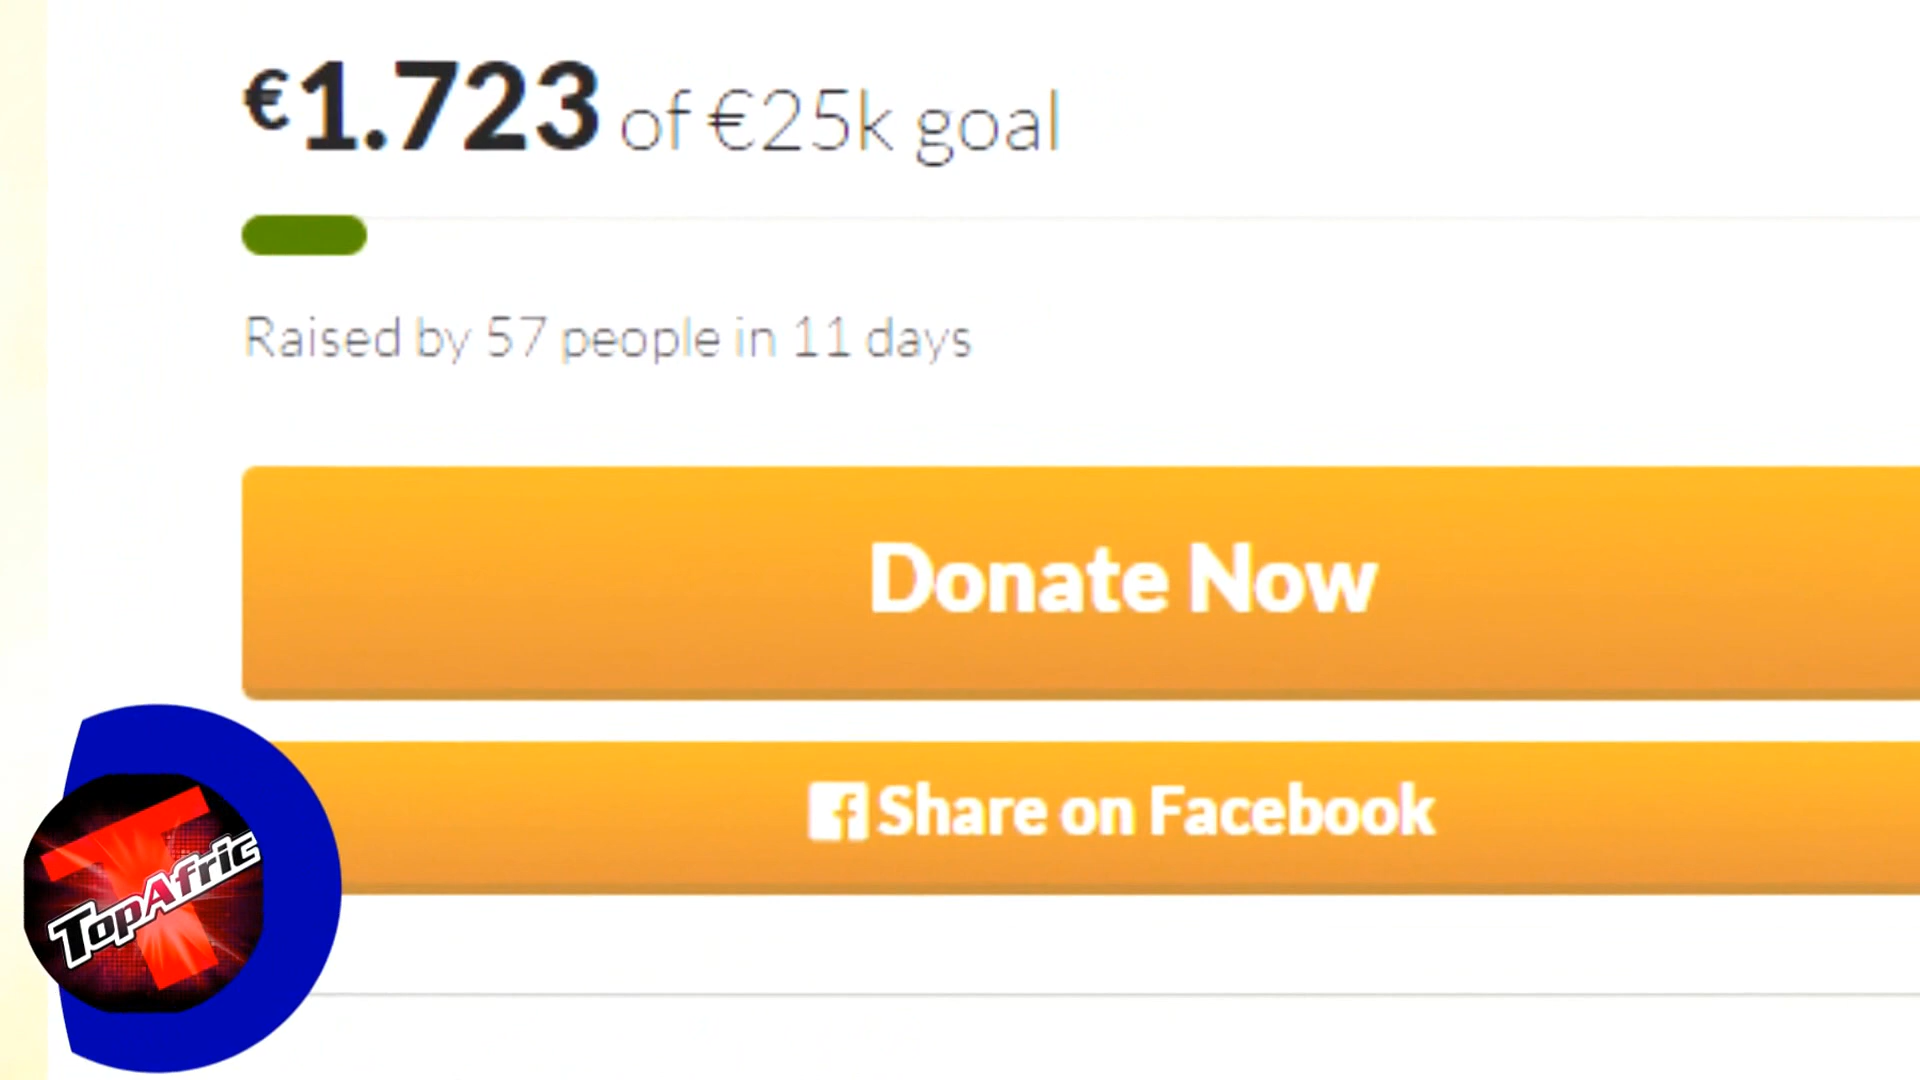 €1.723 of €25k goal
Raised by 57 people in 11 days
Donate Now
Share on Facebook
TopAfric